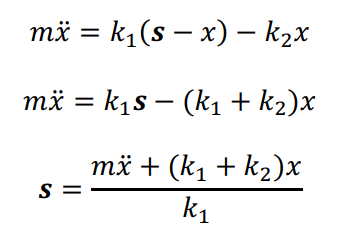 mẍ = k₁(s − x) − k₂x
mẍ = k₁s − (k₁ + k₂)x
s = (mẍ + (k₁ + k₂)x) / k₁